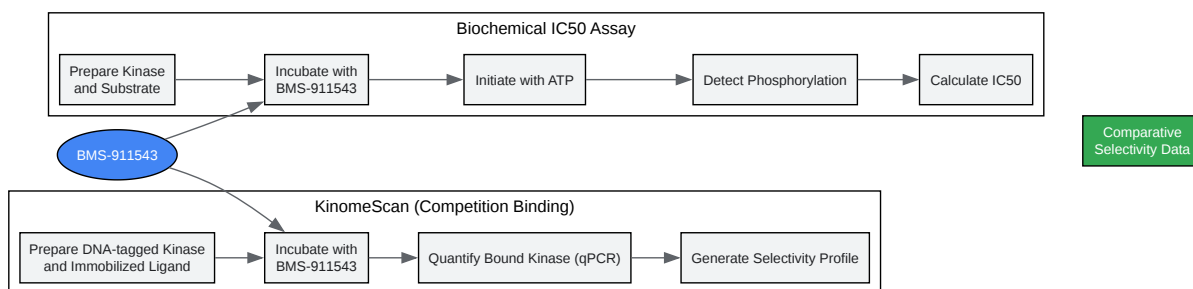 Biochemical IC50 Assay
Prepare Kinase
and Substrate
Incubate with
BMS-911543
Initiate with ATP
Detect Phosphorylation
Calculate IC50
BMS-911543
Comparative
Selectivity Data
KinomeScan (Competition Binding)
Prepare DNA-tagged Kinase
and Immobilized Ligand
Incubate with
BMS-911543
Quantify Bound Kinase (qPCR)
Generate Selectivity Profile